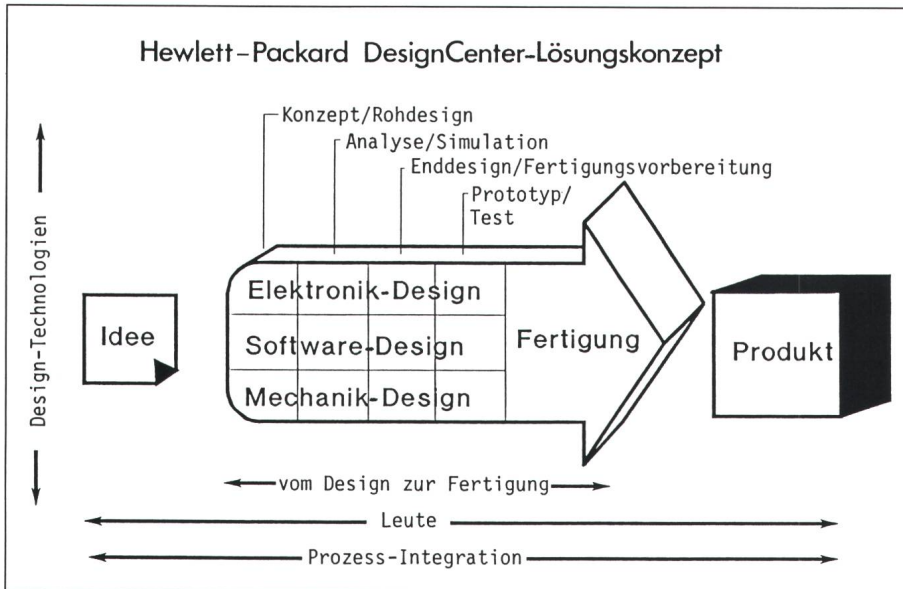 Hewlett-Packard DesignCenter-Lösungskonzept
Konzept/Rohdesign
Analyse/Simulation
Enddesign/Fertigungsvorbereitung
Prototyp/
Test
Design-Technologien
Idee
Elektronik-Design
Software-Design
Mechanik-Design
Fertigung
Produkt
vom Design zur Fertigung
Leute
Prozess-Integration